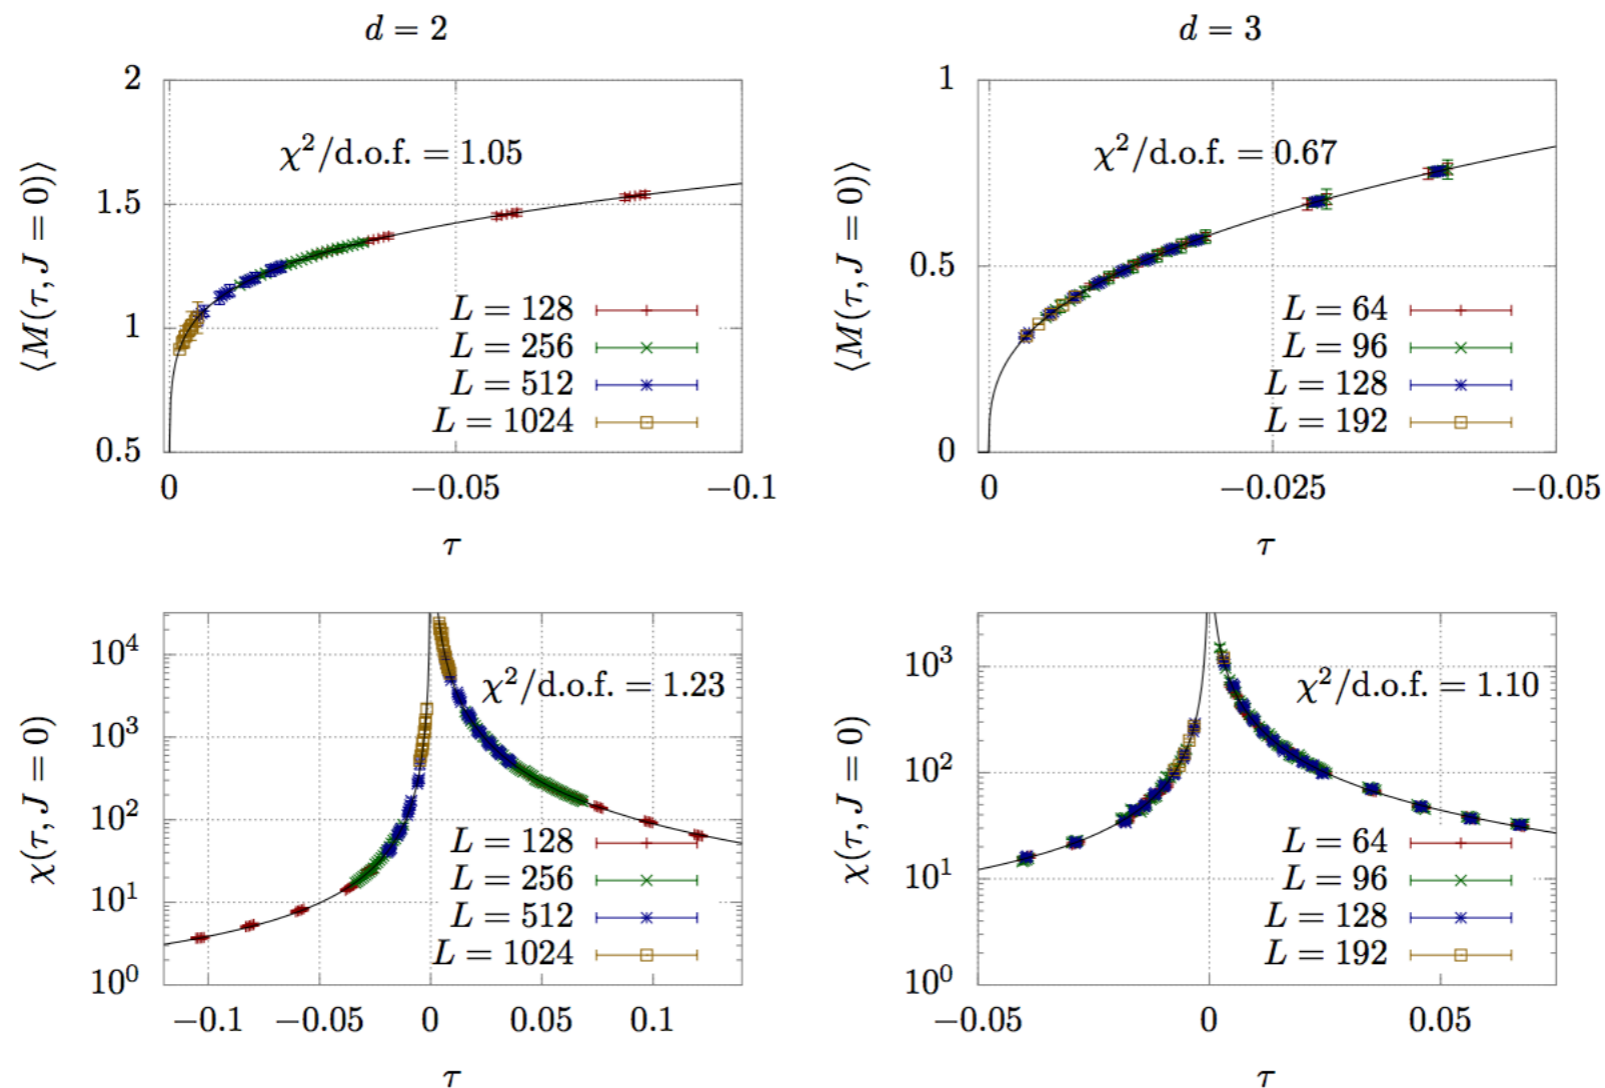 d = 2
2
1.5
1
0.5
⟨M(τ, J = 0)⟩
χ²/d.o.f. = 1.05
L = 128
L = 256
L = 512
L = 1024
0 −0.05 −0.1
τ
d = 3
1
0.5
0
⟨M(τ, J = 0)⟩
χ²/d.o.f. = 0.67
L = 64
L = 96
L = 128
L = 192
0 −0.025 −0.05
τ
10⁴
10³
10²
10¹
10⁰
χ(τ, J = 0)
χ²/d.o.f. = 1.23
L = 128
L = 256
L = 512
L = 1024
−0.1 −0.05 0 0.05 0.1
τ
10³
10²
10¹
10⁰
χ(τ, J = 0)
χ²/d.o.f. = 1.10
L = 64
L = 96
L = 128
L = 192
−0.05 0 0.05
τ